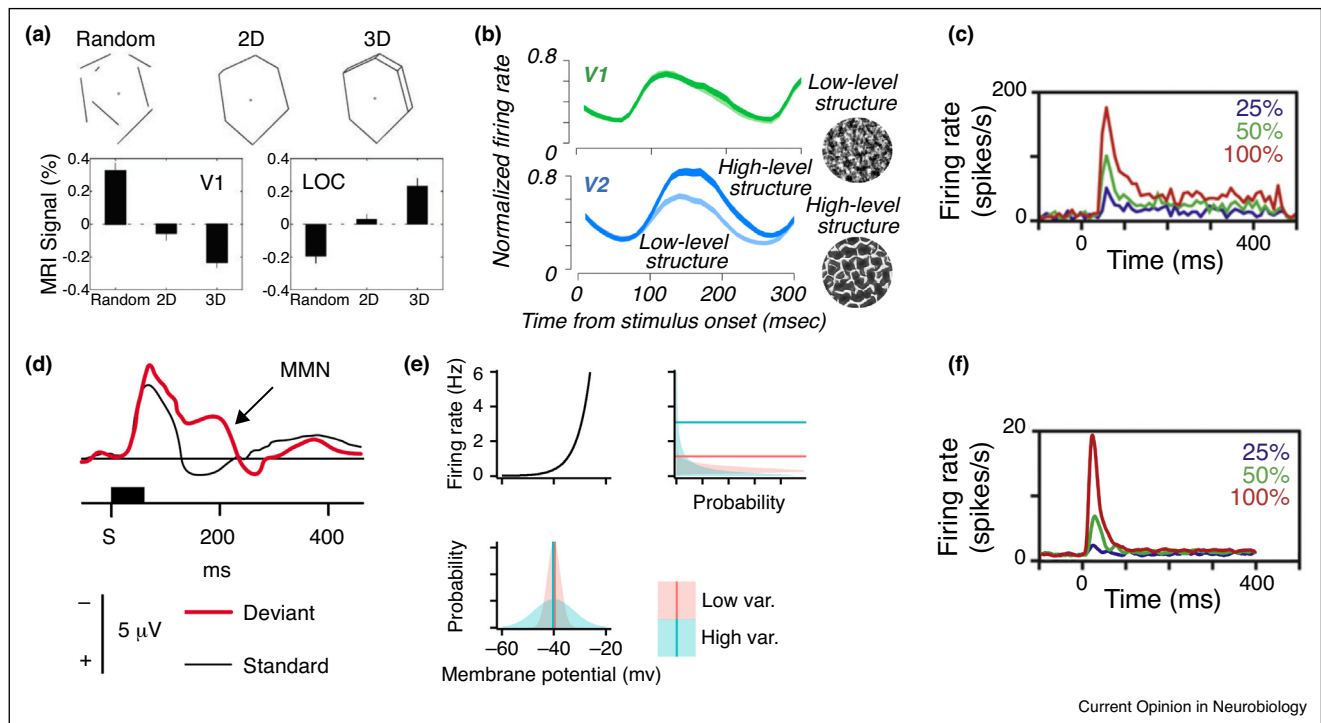 (a)
Random 2D 3D
MRI Signal (%)
0.4
0.2
0
-0.2
-0.4
V1
Random 2D 3D
0.4
0.2
0
-0.2
-0.4
LOC
Random 2D 3D
(b)
Normalized firing rate
0.8
V1
0
Low-level
structure
0.8
V2
High-level
structure
Low-level
structure
High-level
structure
0
0 100 200 300
Time from stimulus onset (msec)
(c)
Firing rate
(spikes/s)
200
0
25%
50%
100%
0 400
Time (ms)
(d)
MMN
S 200 400
ms
–
5 μV
+
Deviant
Standard
(e)
Firing rate (Hz)
6
4
2
0
Probability
Probability
–60 –40 –20
Membrane potential (mv)
Low var.
High var.
(f)
Firing rate
(spikes/s)
20
0
25%
50%
100%
0 400
Time (ms)
Current Opinion in Neurobiology